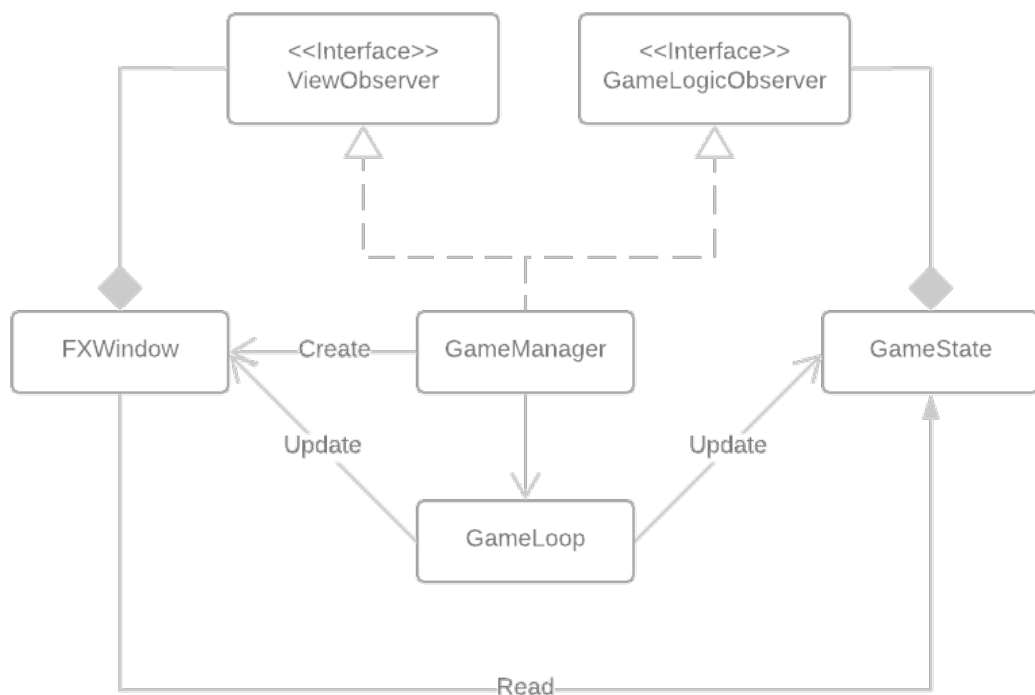 <<Interface>>
ViewObserver
<<Interface>>
GameLogicObserver
FXWindow
Create
GameManager
GameState
Update
Update
GameLoop
Read